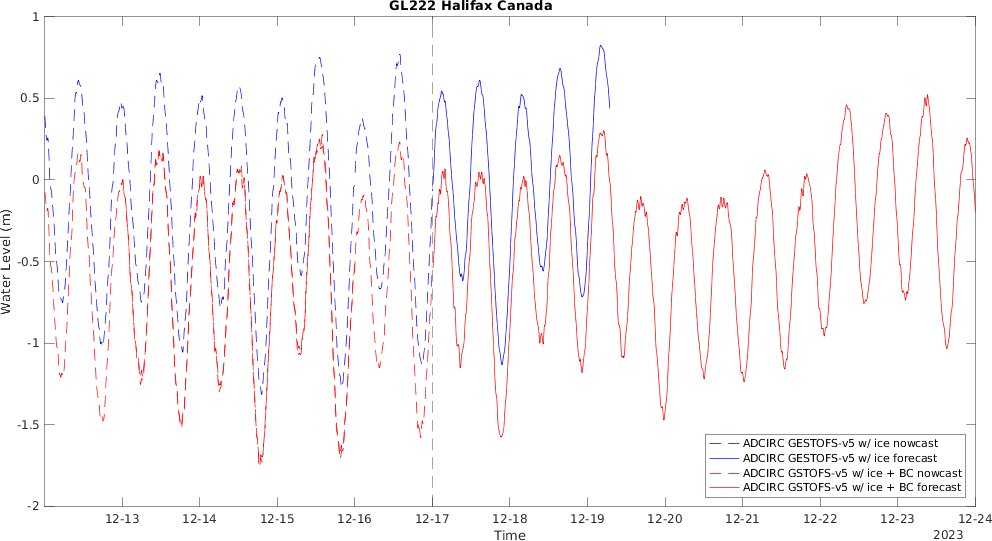 GL222 Halifax Canada
Water Level (m)
1
0.5
0
-0.5
-1
-1.5
-2
ADCIRC GESTOFS-v5 w/ ice nowcast
ADCIRC GESTOFS-v5 w/ ice forecast
ADCIRC GSTOFS-v5 w/ ice + BC nowcast
ADCIRC GSTOFS-v5 w/ ice + BC forecast
12-13 12-14 12-15 12-16 12-17 12-18 12-19 12-20 12-21 12-22 12-23 12-24
Time
2023